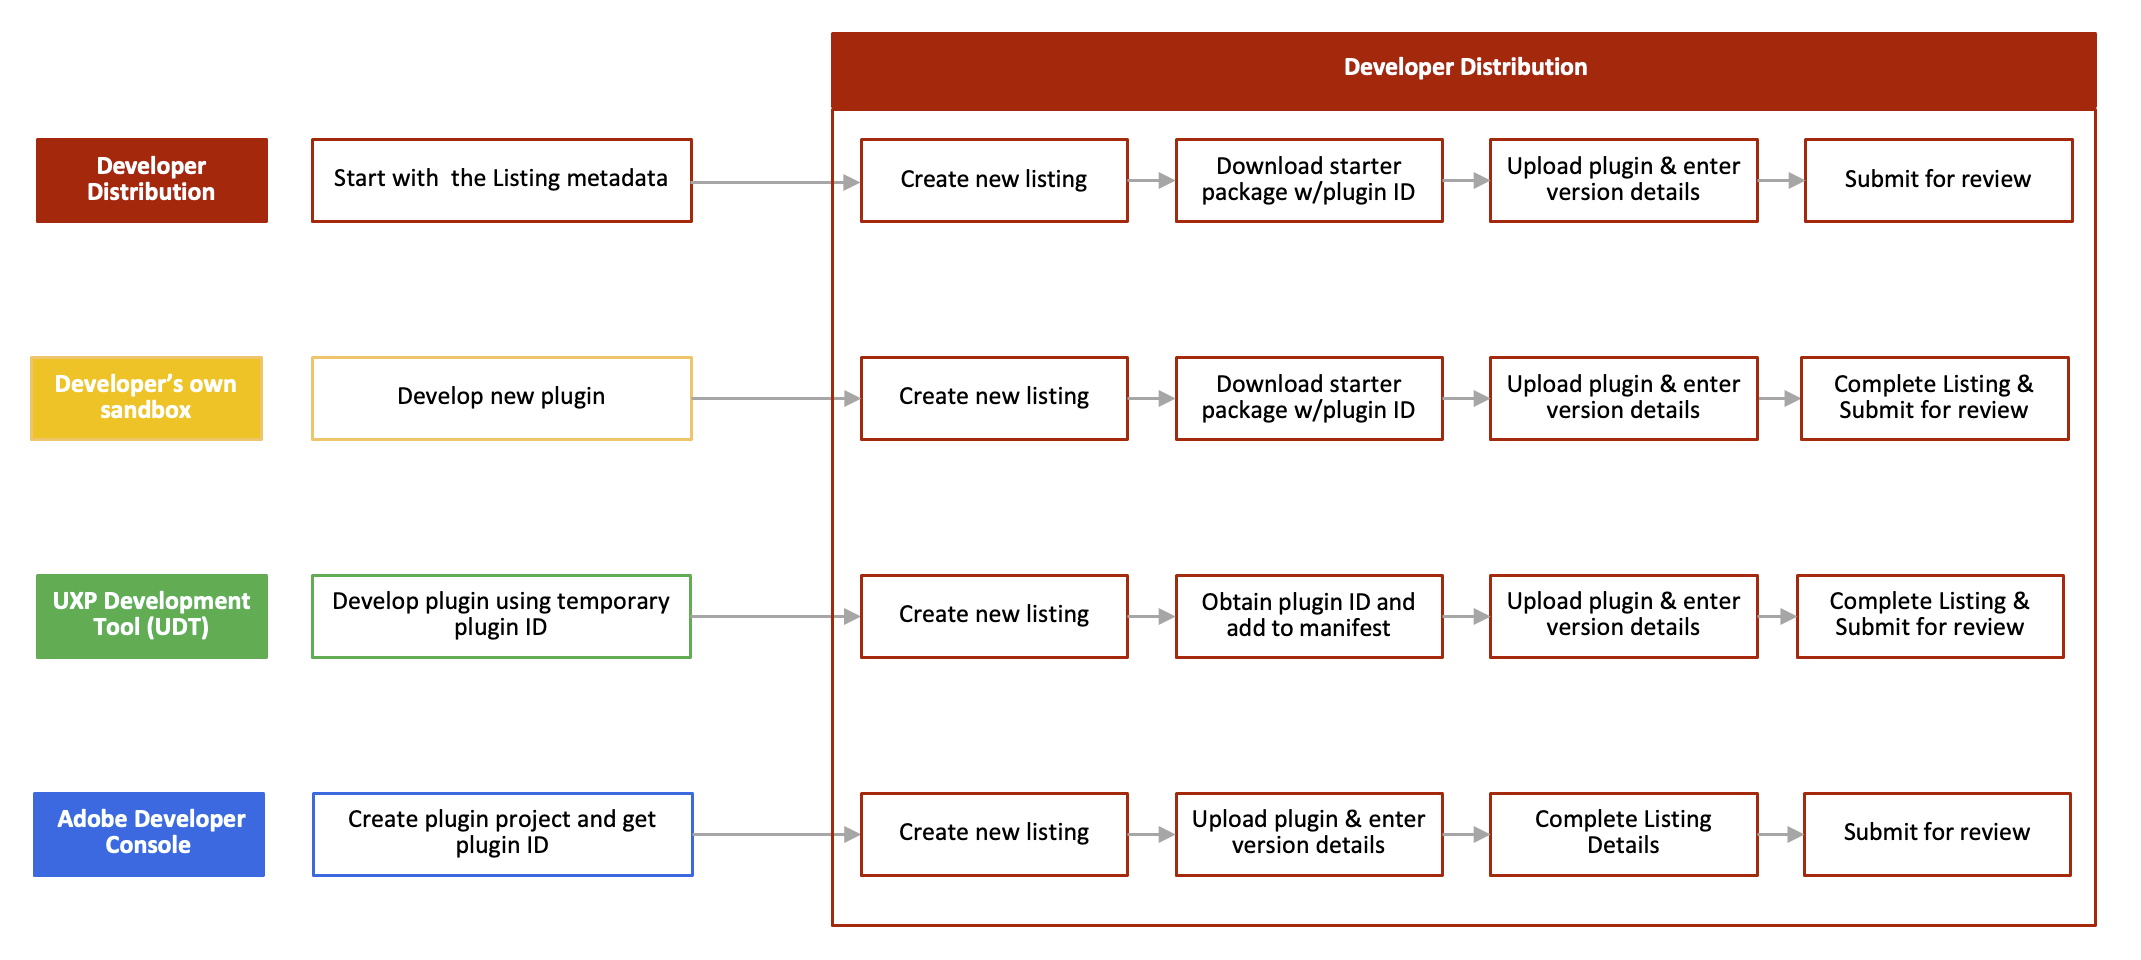 Developer Distribution
Developer
Distribution
Start with  the Listing metadata
Create new listing
Download starter
package w/plugin ID
Upload plugin & enter
version details
Submit for review
Developer’s own
sandbox
Develop new plugin
Create new listing
Download starter
package w/plugin ID
Upload plugin & enter
version details
Complete Listing &
Submit for review
UXP Development
Tool (UDT)
Develop plugin using temporary
plugin ID
Create new listing
Obtain plugin ID and
add to manifest
Upload plugin & enter
version details
Complete Listing &
Submit for review
Adobe Developer
Console
Create plugin project and get
plugin ID
Create new listing
Upload plugin & enter
version details
Complete Listing
Details
Submit for review